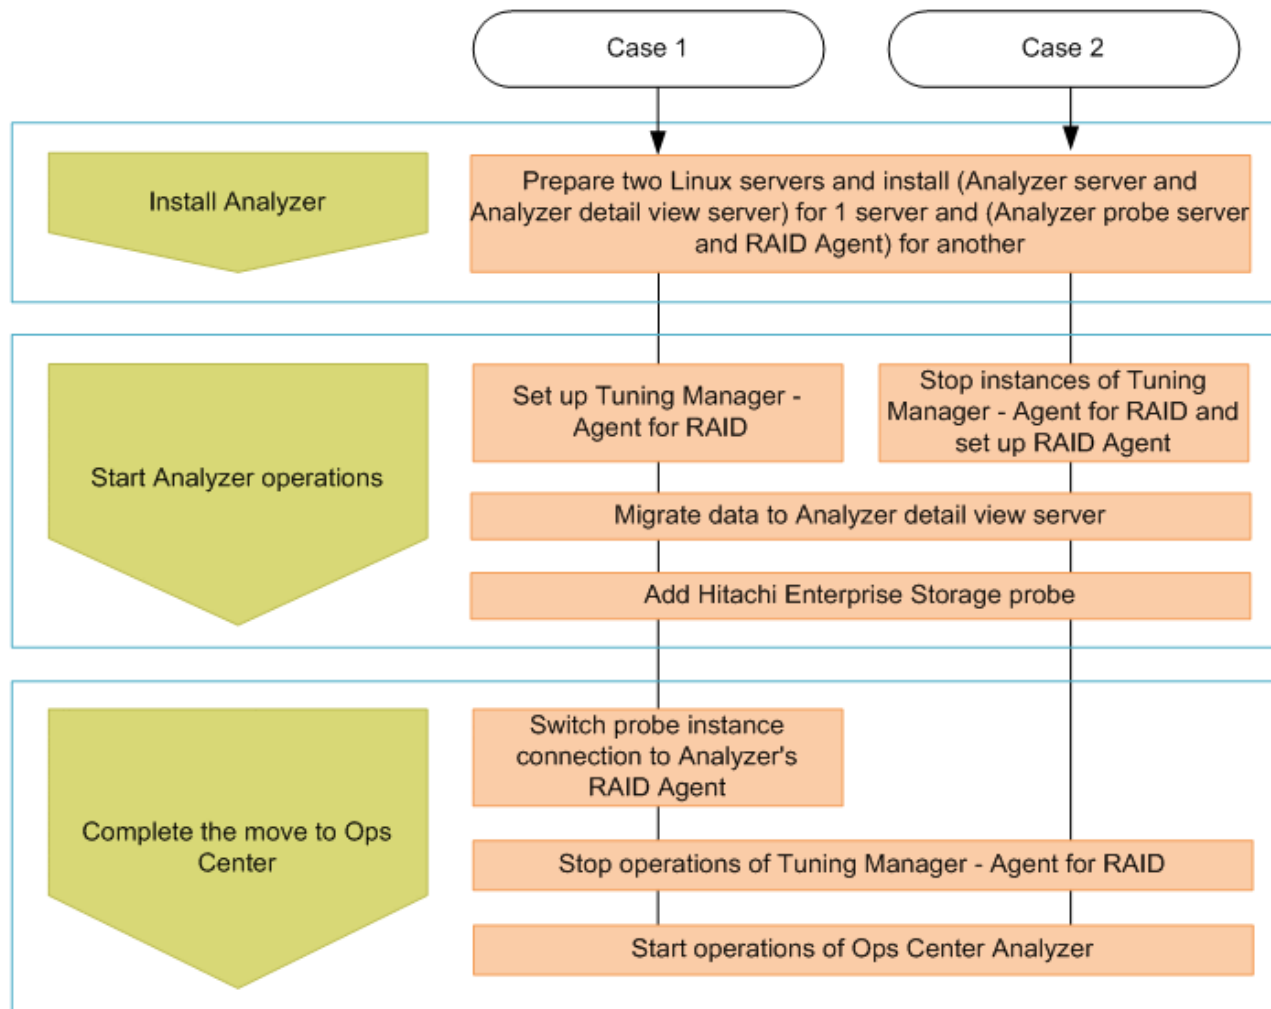 Case 1
Case 2
Install Analyzer
Prepare two Linux servers and install (Analyzer server and
Analyzer detail view server) for 1 server and (Analyzer probe server
and RAID Agent) for another
Start Analyzer operations
Set up Tuning Manager -
Agent for RAID
Stop instances of Tuning
Manager - Agent for RAID and
set up RAID Agent
Migrate data to Analyzer detail view server
Add Hitachi Enterprise Storage probe
Complete the move to Ops
Center
Switch probe instance
connection to Analyzer's
RAID Agent
Stop operations of Tuning Manager - Agent for RAID
Start operations of Ops Center Analyzer